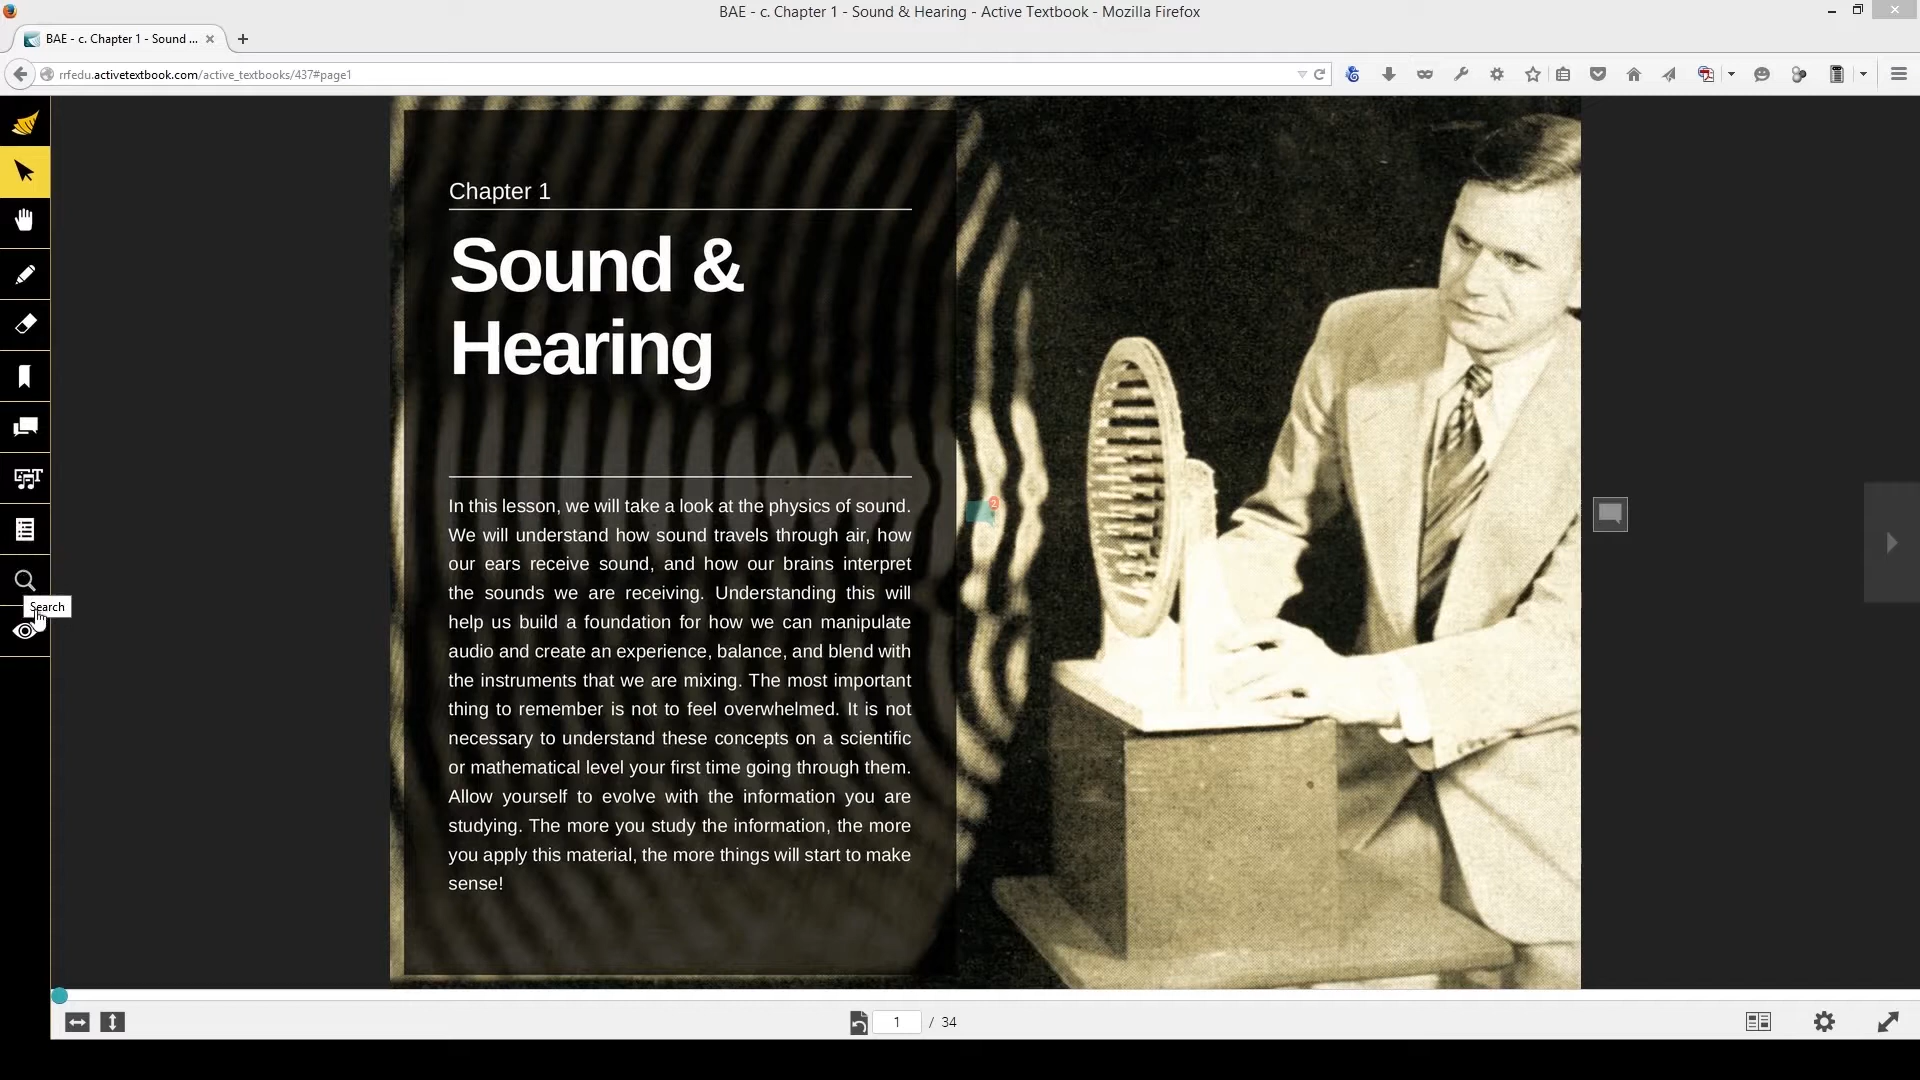 BAE - c. Chapter 1 - Sound & Hearing - Active Textbook - Mozilla Firefox
BAE - c. Chapter 1 - Sound ...
rrfedu.activetextbook.com/active_textbooks/437#page1
Chapter 1
Sound &
Hearing
In this lesson, we will take a look at the physics of sound.
We will understand how sound travels through air, how
our ears receive sound, and how our brains interpret
the sounds we are receiving. Understanding this will
help us build a foundation for how we can manipulate
audio and create an experience, balance, and blend with
the instruments that we are mixing. The most important
thing to remember is not to feel overwhelmed. It is not
necessary to understand these concepts on a scientific
or mathematical level your first time going through them.
Allow yourself to evolve with the information you are
studying. The more you study the information, the more
you apply this material, the more things will start to make
sense!
2
Search
1 / 34